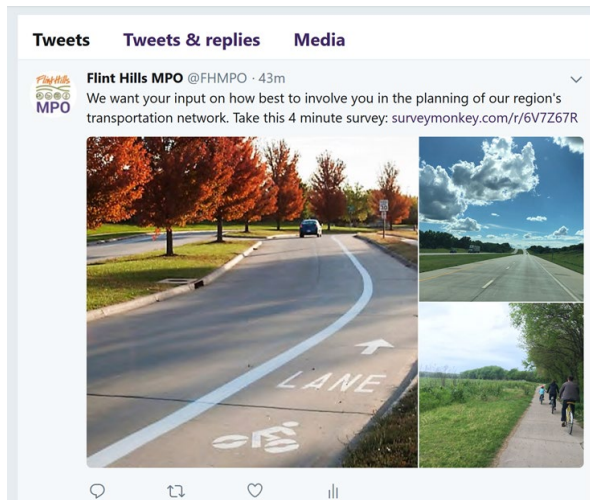 Tweets Tweets & replies Media
Flint Hills MPO @FHMPO · 43m
We want your input on how best to involve you in the planning of our region's
transportation network. Take this 4 minute survey: surveymonkey.com/r/6V7Z67R
Flint Hills
MPO
LANE